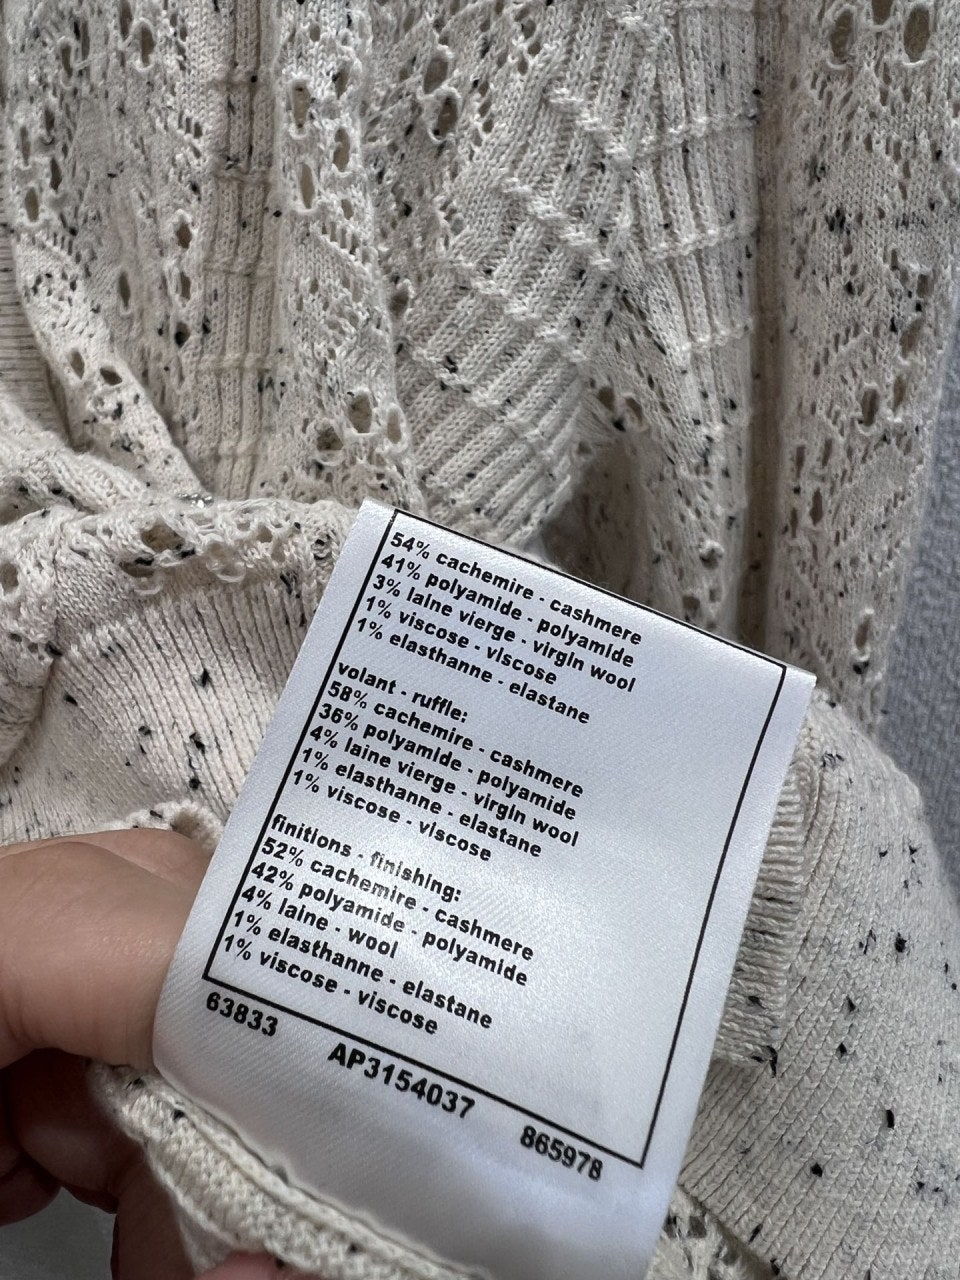 54% cachemire - cashmere
41% polyamide - polyamide
3% laine vierge - virgin wool
1% viscose - viscose
1% elasthanne - elastane
volant - ruffle:
58% cachemire - cashmere
36% polyamide - polyamide
4% laine vierge - virgin wool
1% elasthanne - elastane
1% viscose - viscose
finitions - finishing:
52% cachemire - cashmere
42% polyamide - polyamide
4% laine - wool
1% elasthanne - elastane
1% viscose - viscose
63833 AP3154037 865978